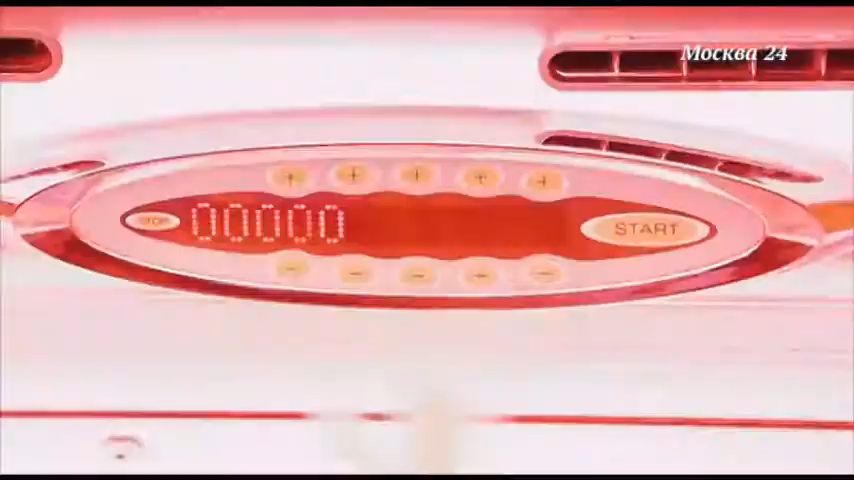 Москва 24
+ + + + +
STOP 00000 START
- - - - -